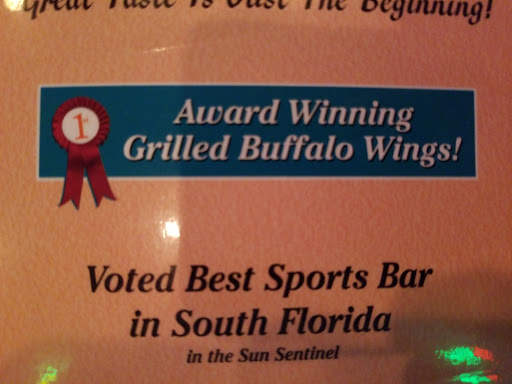 Great Taste Is Just The Beginning!
1st
Award Winning
Grilled Buffalo Wings!
Voted Best Sports Bar
in South Florida
in the Sun Sentinel